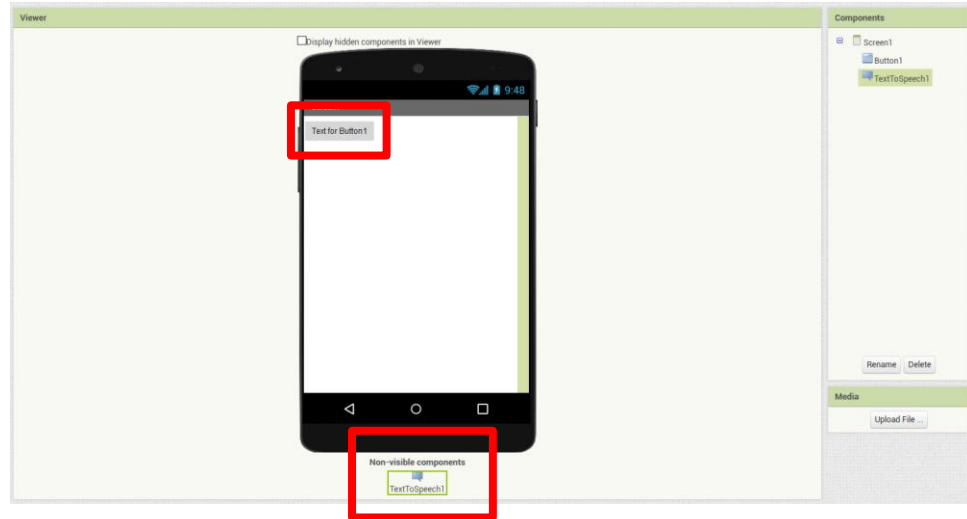 Viewer
Components
Display hidden components in Viewer
Screen1
Button1
TextToSpeech1
9:48
Text for Button1
Rename Delete
Media
Upload File ...
Non-visible components
TextToSpeech1